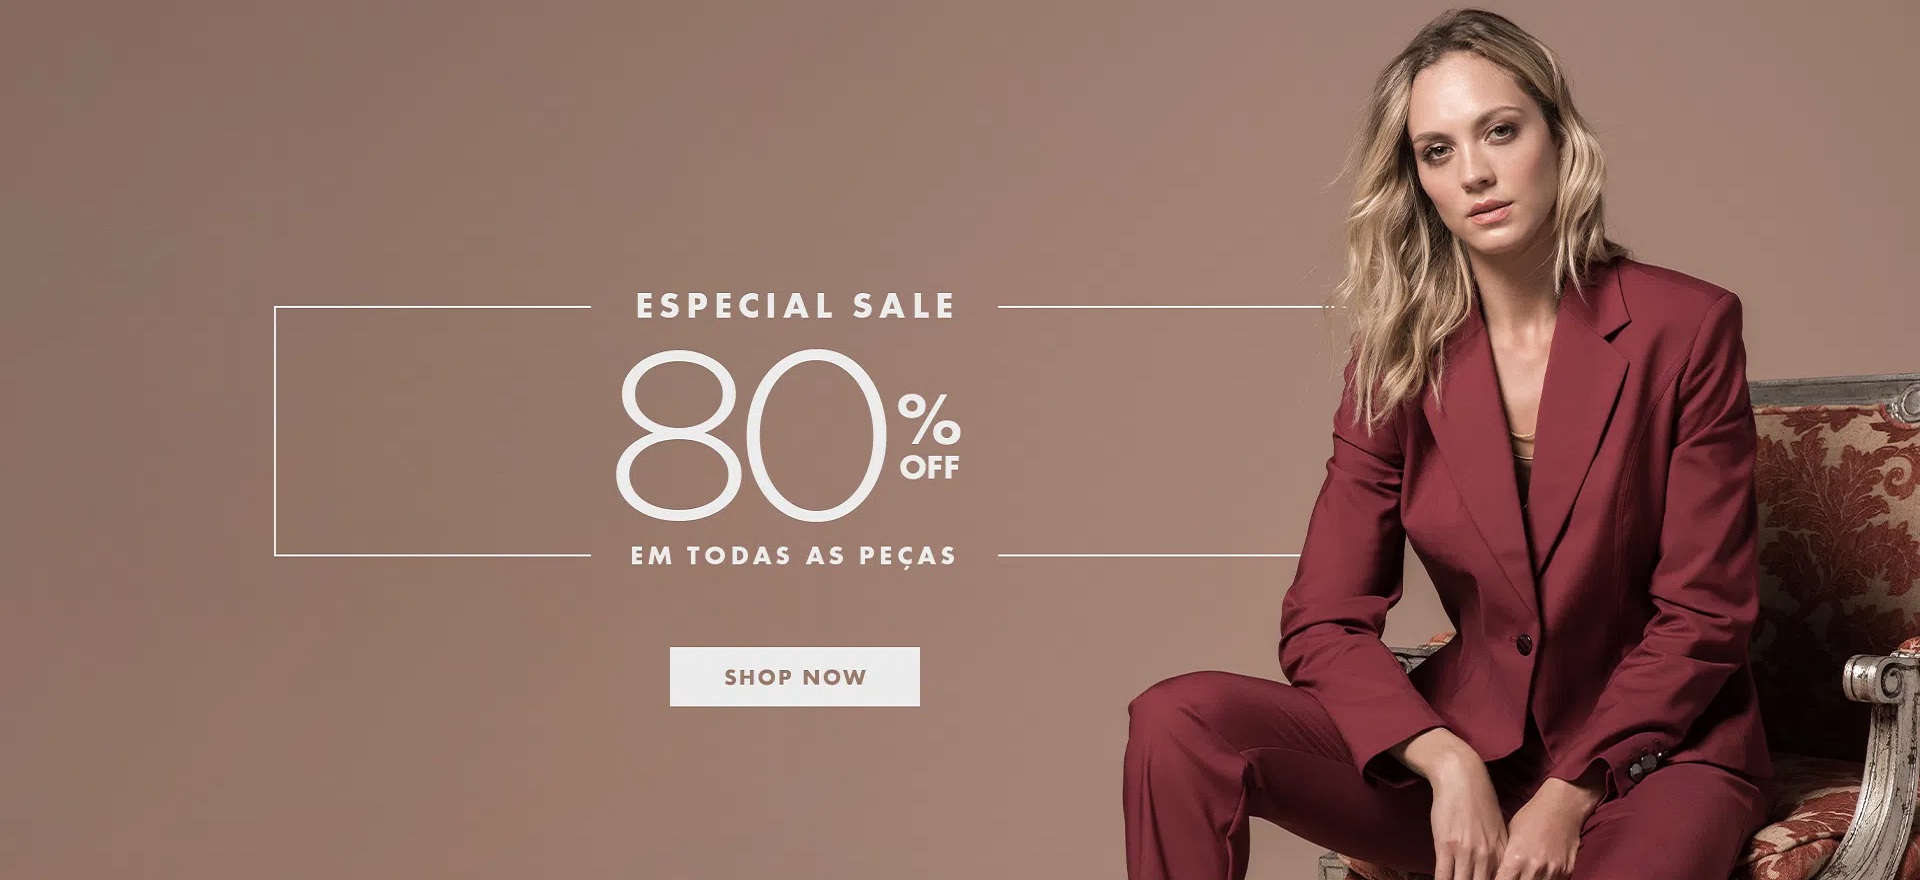 ESPECIAL SALE
80%
OFF
EM TODAS AS PEÇAS
SHOP NOW